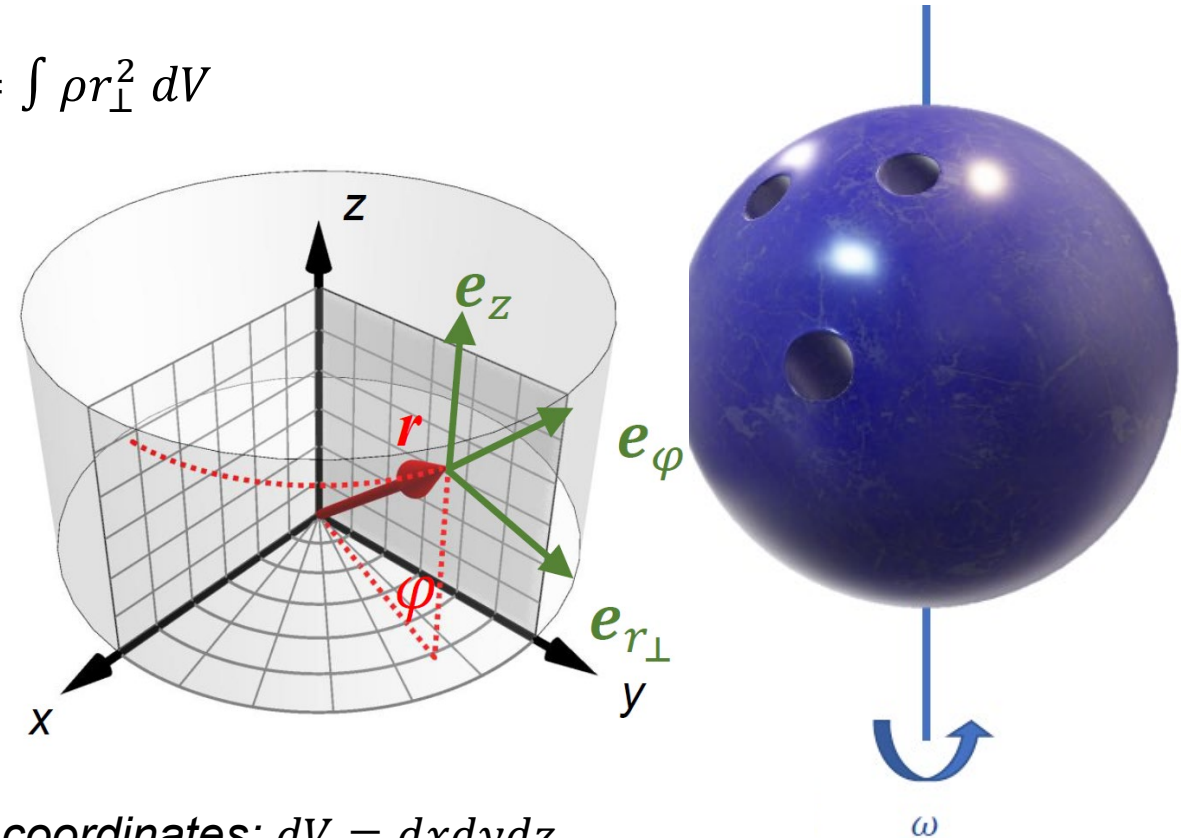 = ∫ ρr⊥² dV
z
e_z
r
e_φ
φ
e_r⊥
x
y
coordinates: dV = dxdydz
ω